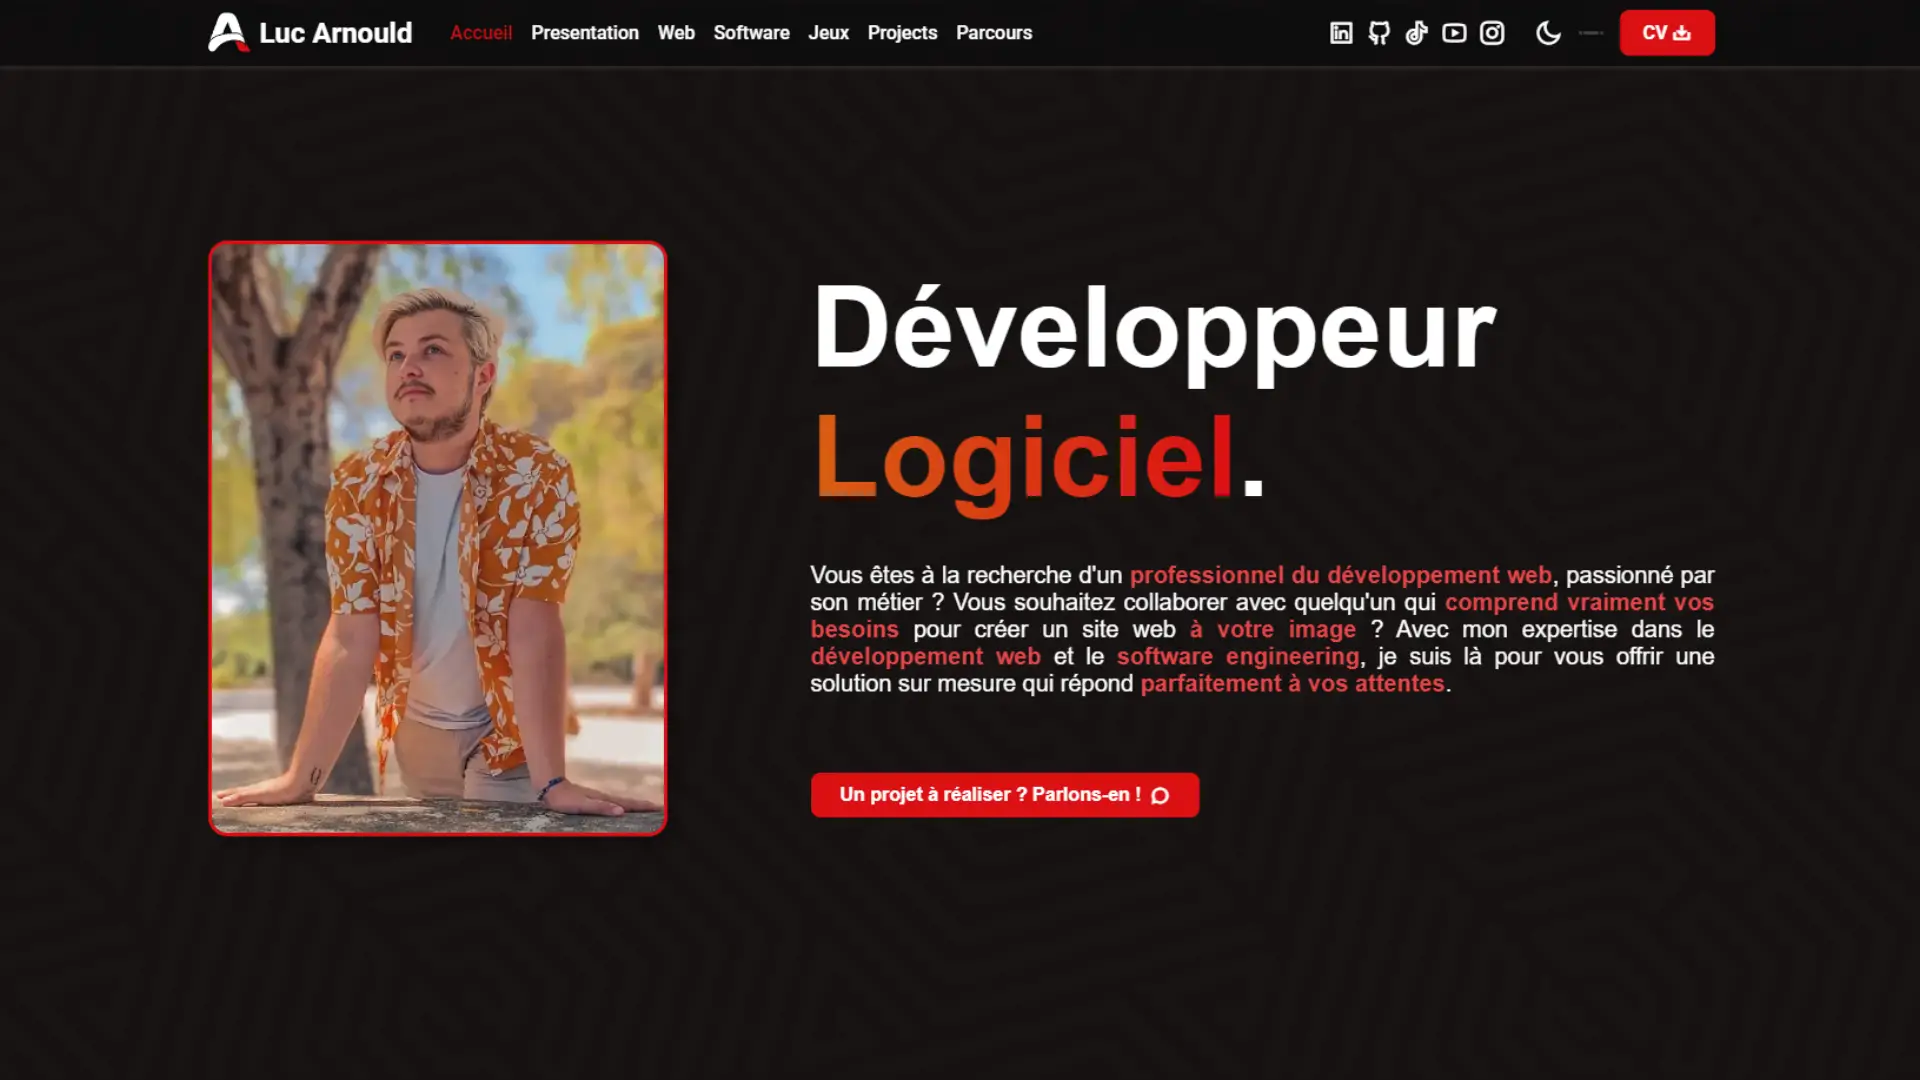 Luc Arnould
Accueil Presentation Web Software Jeux Projects Parcours
CV
Développeur
Logiciel.
Vous êtes à la recherche d'un professionnel du développement web, passionné par
son métier ? Vous souhaitez collaborer avec quelqu'un qui comprend vraiment vos
besoins pour créer un site web à votre image ? Avec mon expertise dans le
développement web et le software engineering, je suis là pour vous offrir une
solution sur mesure qui répond parfaitement à vos attentes.
Un projet à réaliser ? Parlons-en !